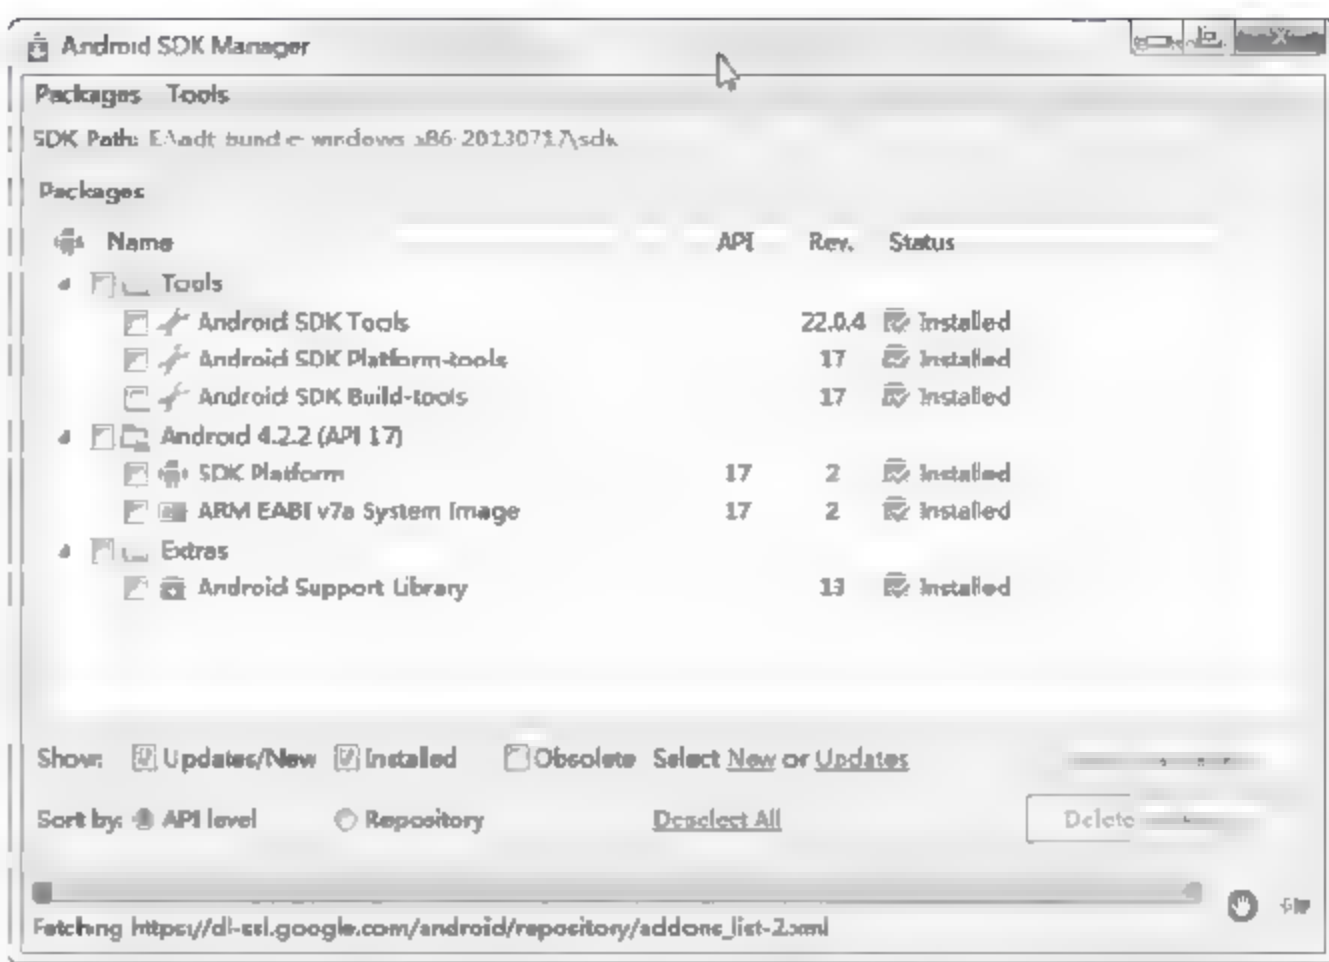 Android SDK Manager
Packages Tools
SDK Path: E:\adt-bundle-windows-x86-20130717\sdk
Packages
Name API Rev. Status
Tools
Android SDK Tools 22.0.4 Installed
Android SDK Platform-tools 17 Installed
Android SDK Build-tools 17 Installed
Android 4.2.2 (API 17)
SDK Platform 17 2 Installed
ARM EABI v7a System Image 17 2 Installed
Extras
Android Support Library 13 Installed
Show: Updates/New Installed Obsolete Select New or Updates
Sort by: API level Repository Deselect All Delete
Fetching https://dl-ssl.google.com/android/repository/addons_list-2.xml